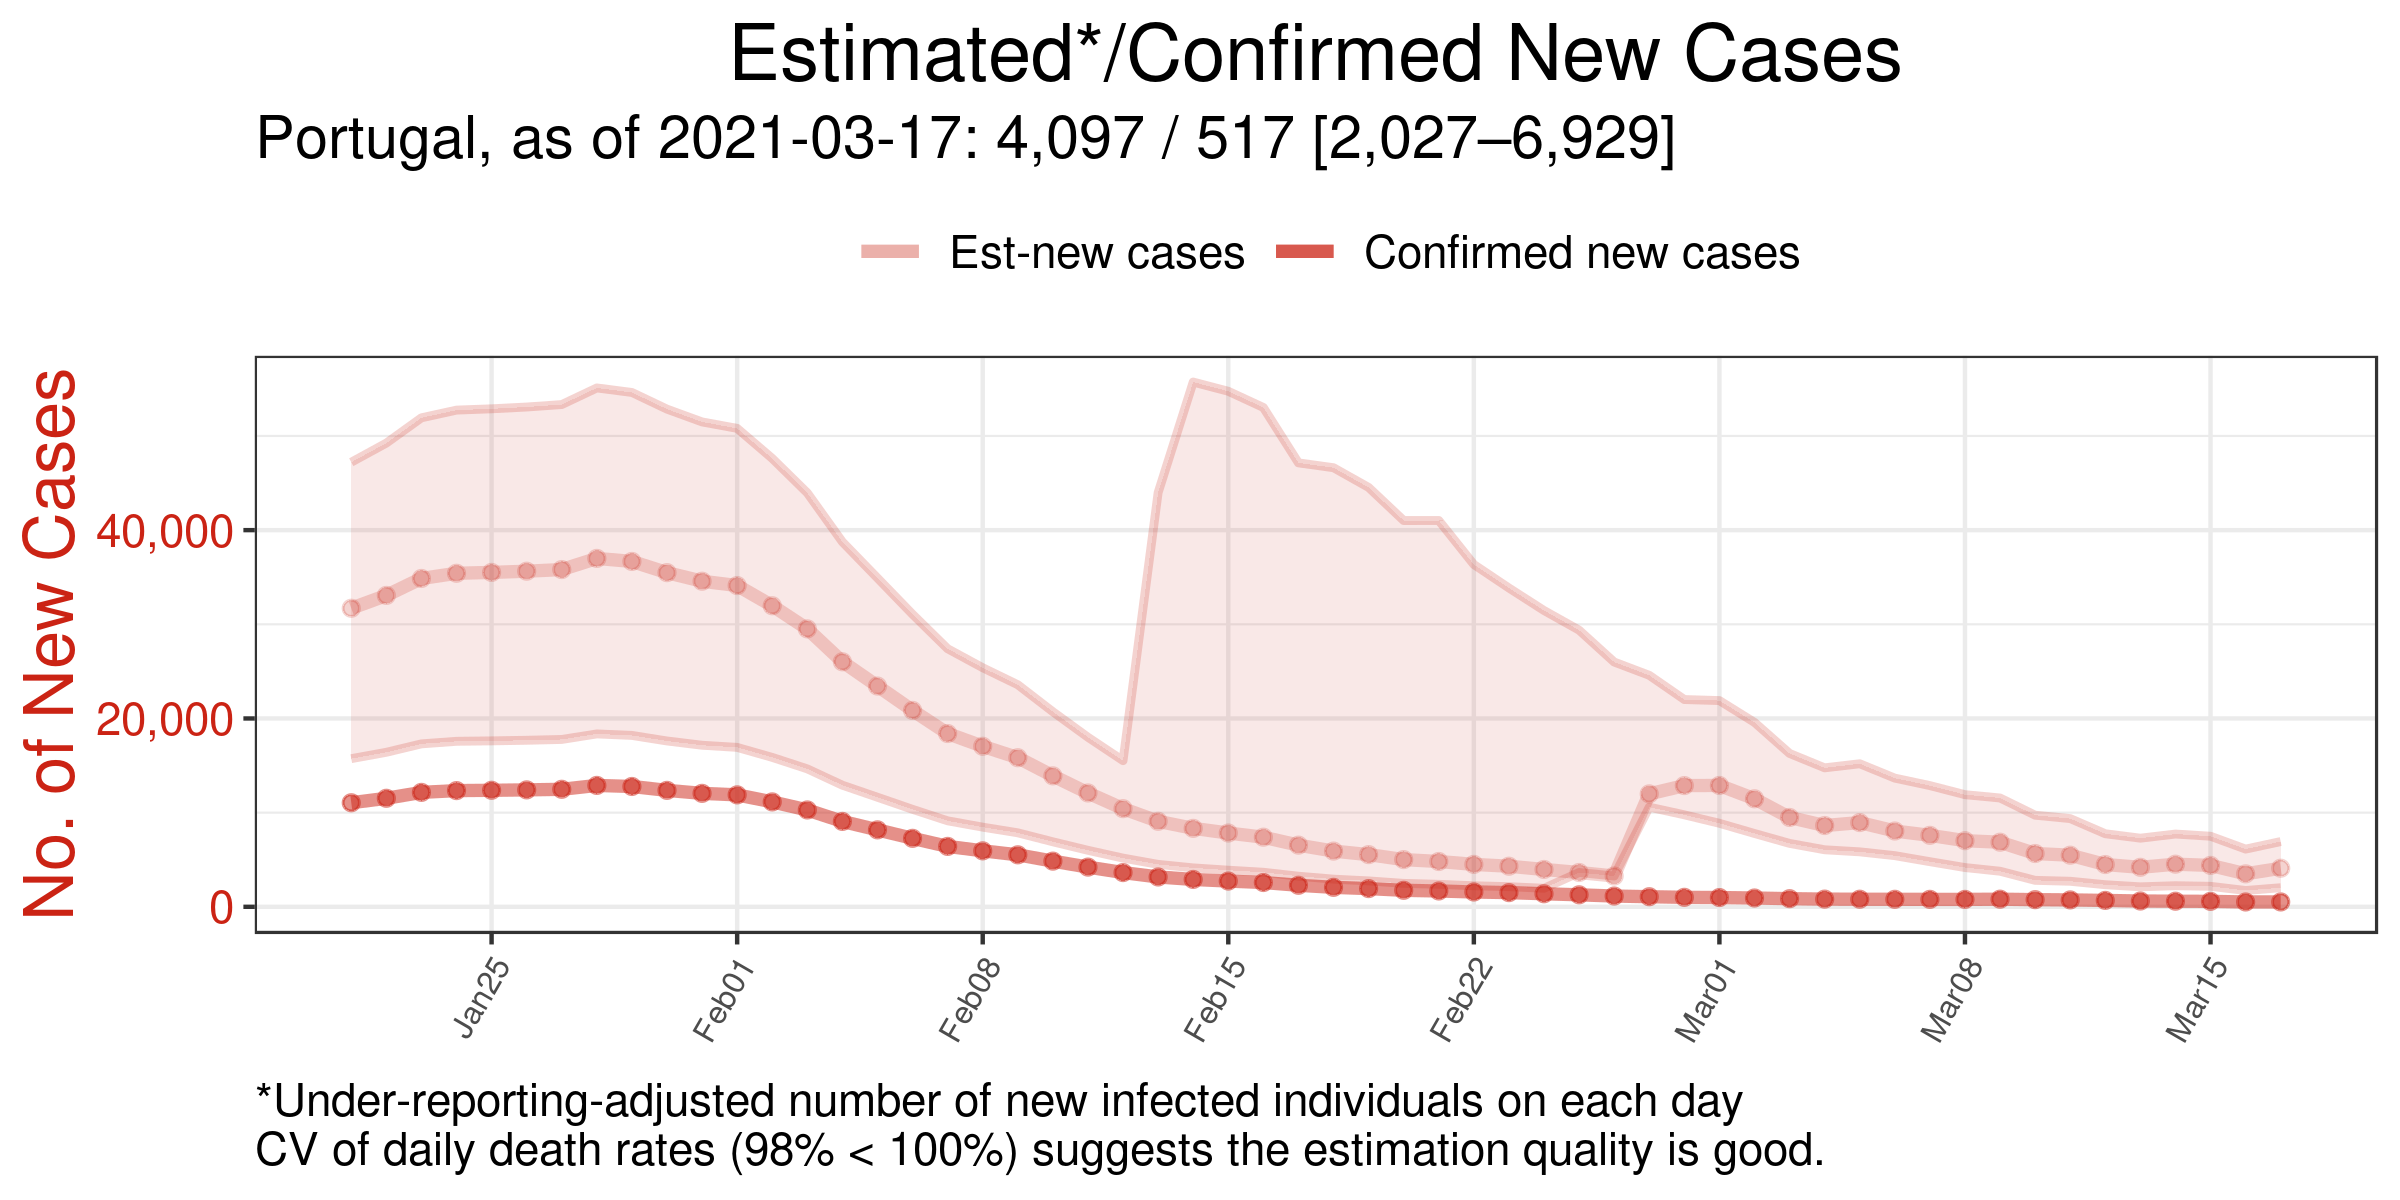 Estimated*/Confirmed New Cases
Portugal, as of 2021-03-17: 4,097 / 517 [2,027–6,929]
Est-new cases
Confirmed new cases
No. of New Cases
40,000
20,000
0
Jan25
Feb01
Feb08
Feb15
Feb22
Mar01
Mar08
Mar15
*Under-reporting-adjusted number of new infected individuals on each day
CV of daily death rates (98% < 100%) suggests the estimation quality is good.